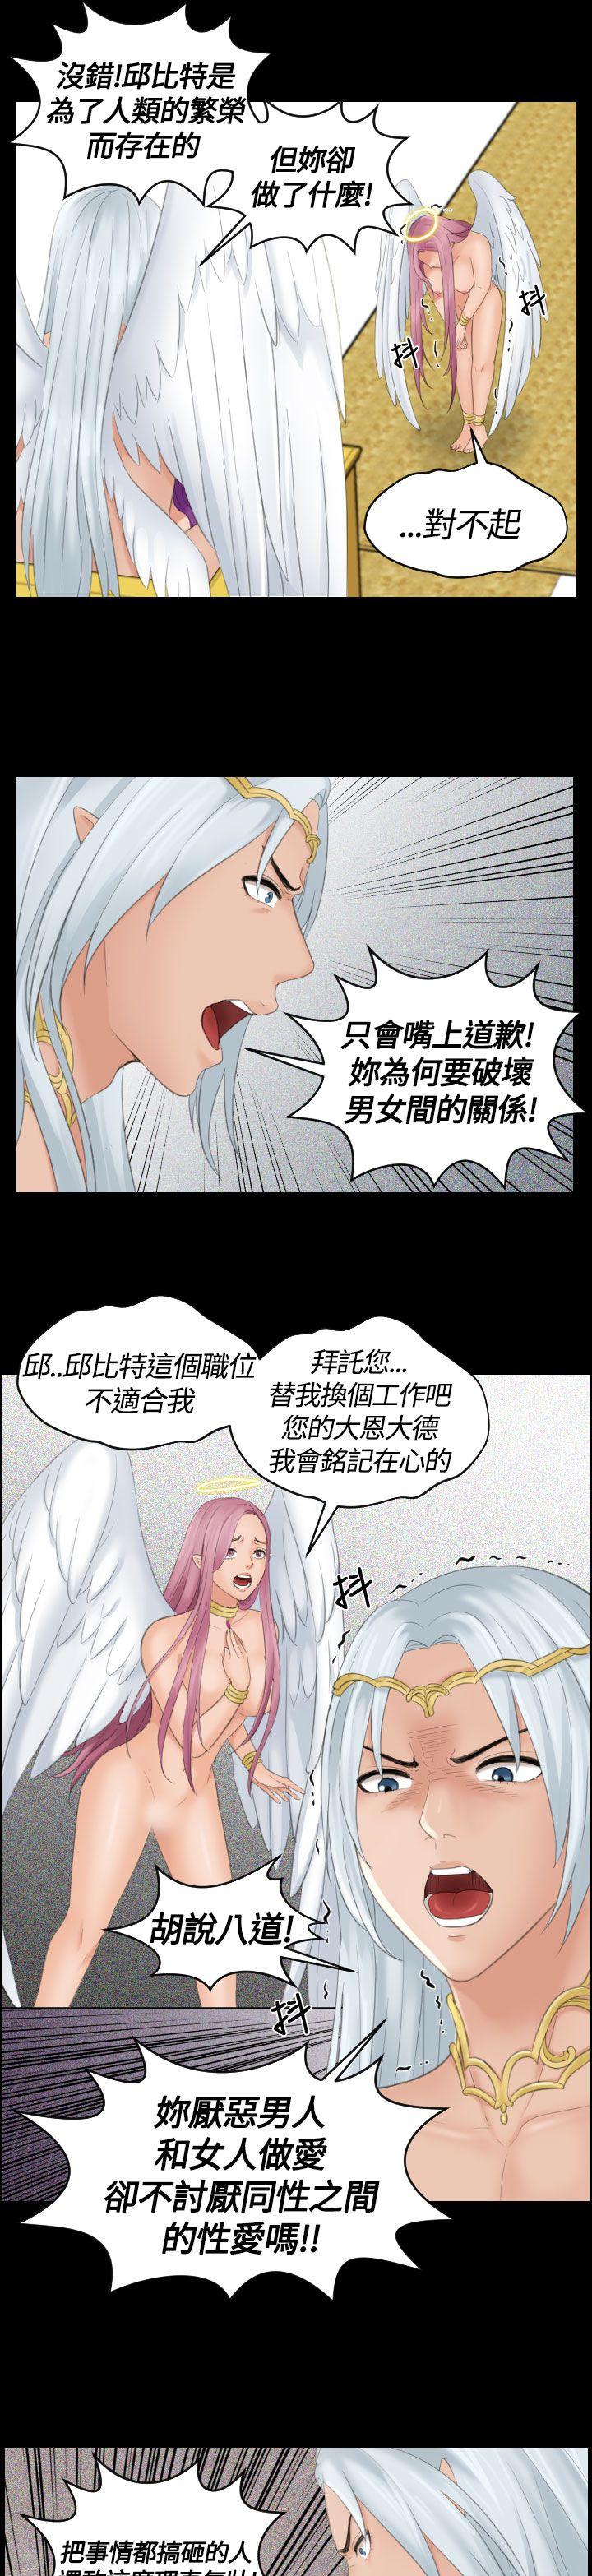 沒錯!邱比特是
為了人類的繁榮
而存在的
但妳卻
做了什麼!
抖
抖
...對不起
只會嘴上道歉!
妳為何要破壞
男女間的關係!
邱..邱比特這個職位
不適合我
拜託您...
替我換個工作吧
您的大恩大德
我會銘記在心的
抖
胡說八道!
抖
妳厭惡男人
和女人做愛
卻不討厭同性之間
的性愛嗎!!
把事情都搞砸的人